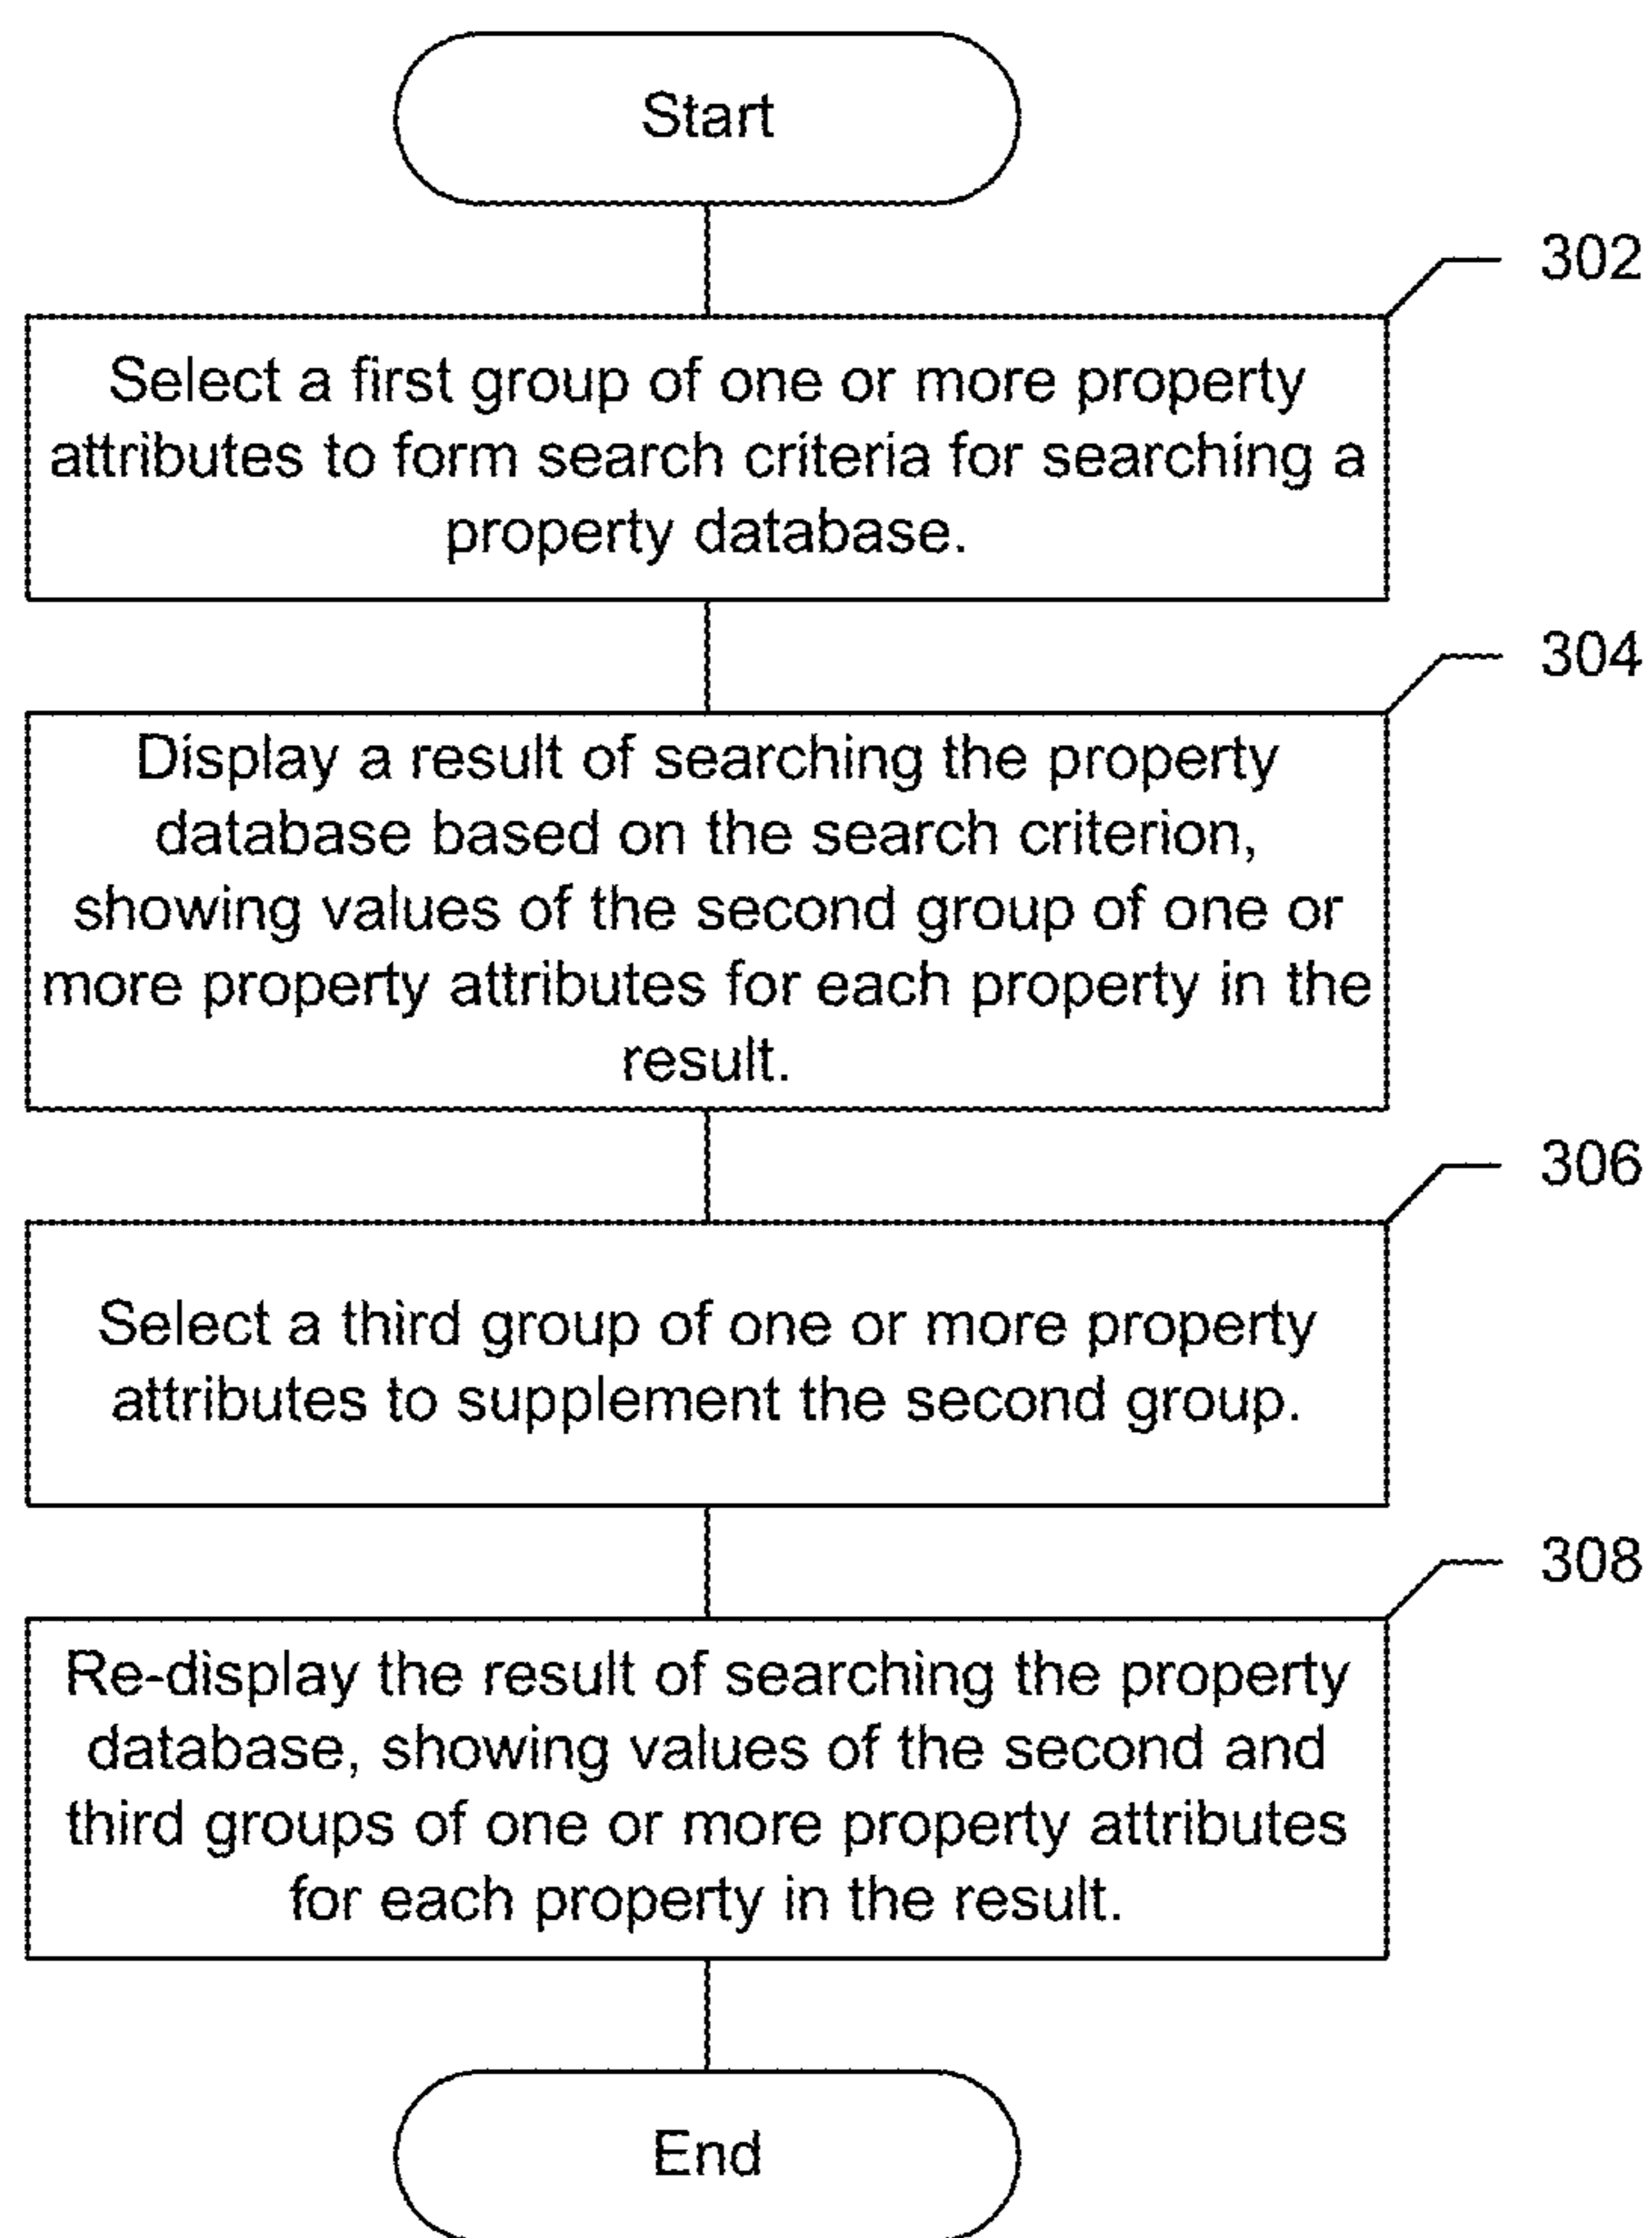 Start
302
Select a first group of one or more property
attributes to form search criteria for searching a
property database.
304
Display a result of searching the property
database based on the search criterion,
showing values of the second group of one or
more property attributes for each property in the
result.
306
Select a third group of one or more property
attributes to supplement the second group.
308
Re-display the result of searching the property
database, showing values of the second and
third groups of one or more property attributes
for each property in the result.
End